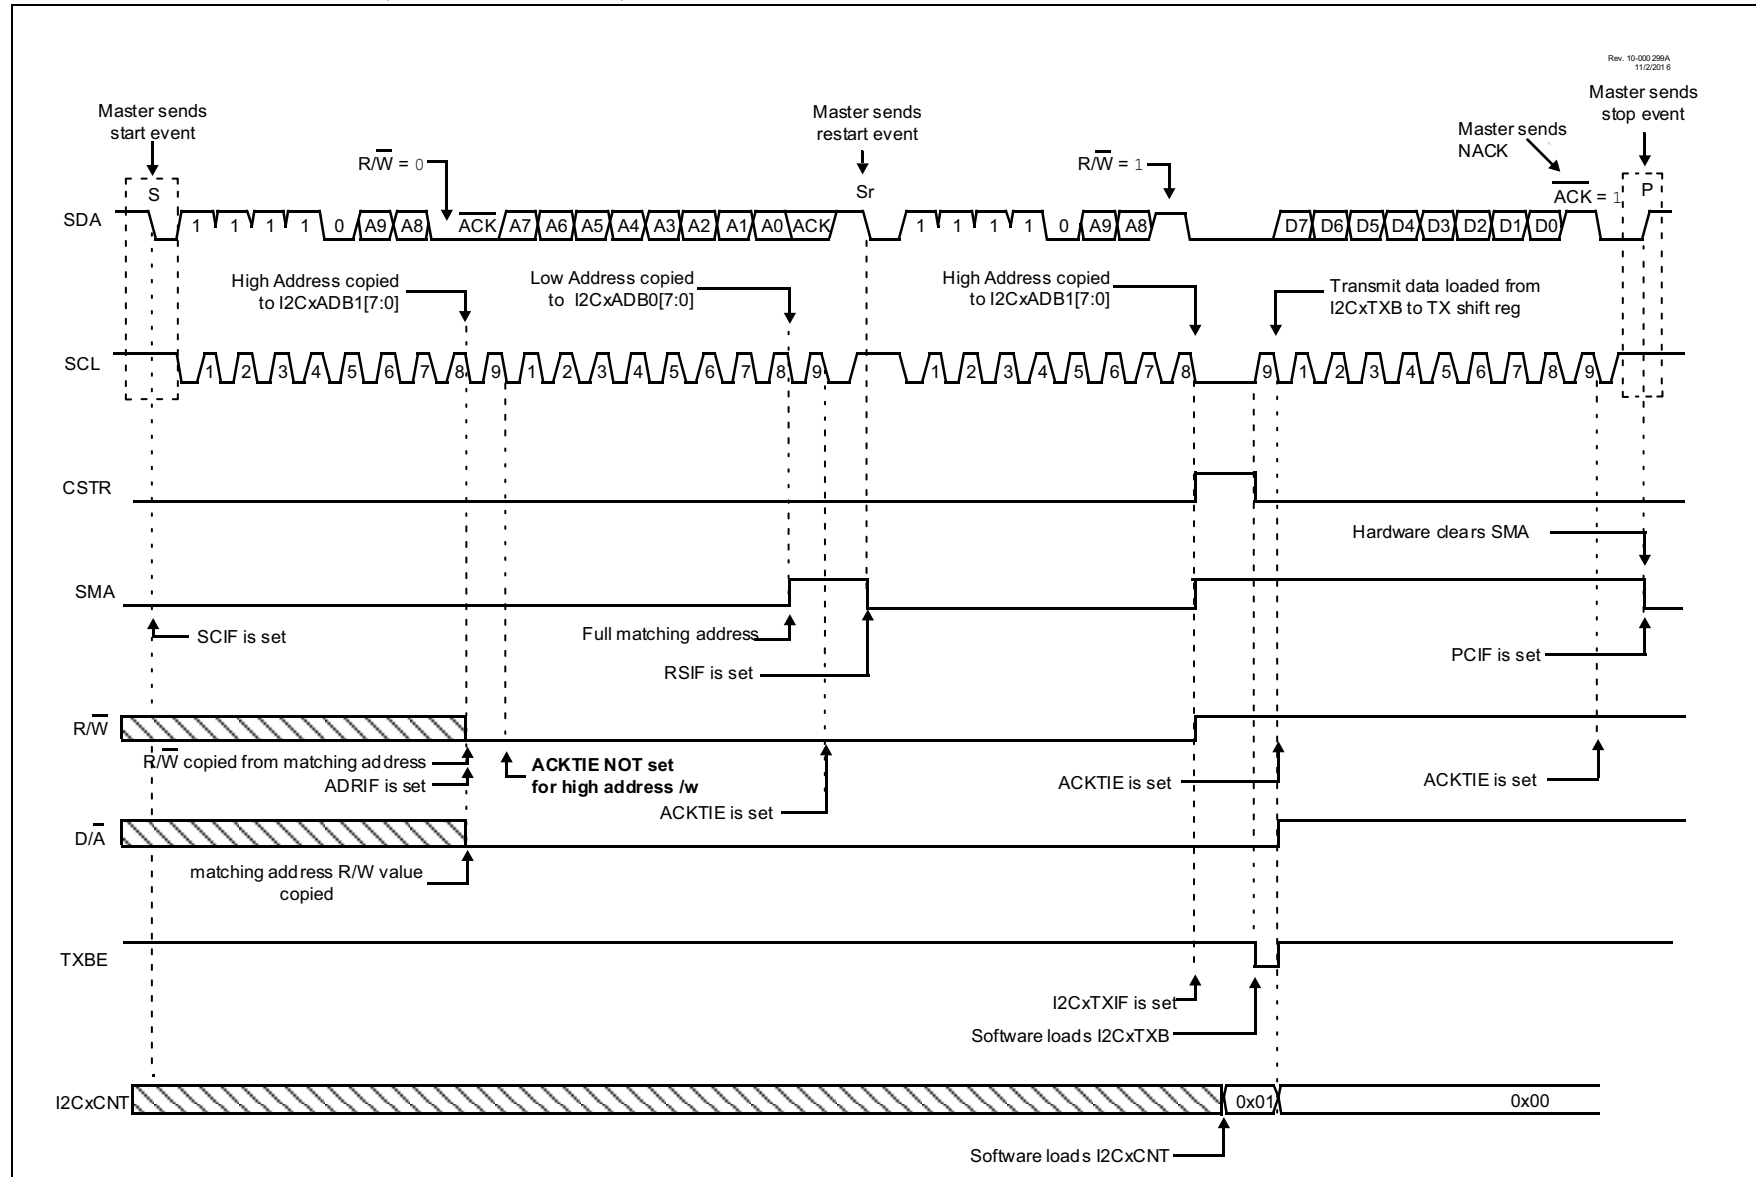 Rev. 10-000 299A
11/2/201 6
Master sends
start event
Master sends
restart event
Master sends
stop event
Master sends
NACK
R/W = 0
R/W = 1
ACK = 1
S
Sr
P
SDA
1 1 1 1 0 A9 A8 ACK A7 A6 A5 A4 A3 A2 A1 A0 ACK
1 1 1 1 0 A9 A8
D7 D6 D5 D4 D3 D2 D1 D0
High Address copied
to I2CxADB1[7:0]
Low Address copied
to I2CxADB0[7:0]
High Address copied
to I2CxADB1[7:0]
Transmit data loaded from
I2CxTXB to TX shift reg
SCL
1 2 3 4 5 6 7 8 9 1 2 3 4 5 6 7 8 9
1 2 3 4 5 6 7 8 9 1 2 3 4 5 6 7 8 9
CSTR
Hardware clears SMA
SMA
SCIF is set
Full matching address
RSIF is set
PCIF is set
R/W
R/W copied from matching address
ADRIF is set
ACKTIE NOT set
for high address /w
ACKTIE is set
ACKTIE is set
ACKTIE is set
D/A
matching address R/W value
copied
TXBE
I2CxTXIF is set
Software loads I2CxTXB
I2CxCNT
0x01
0x00
Software loads I2CxCNT